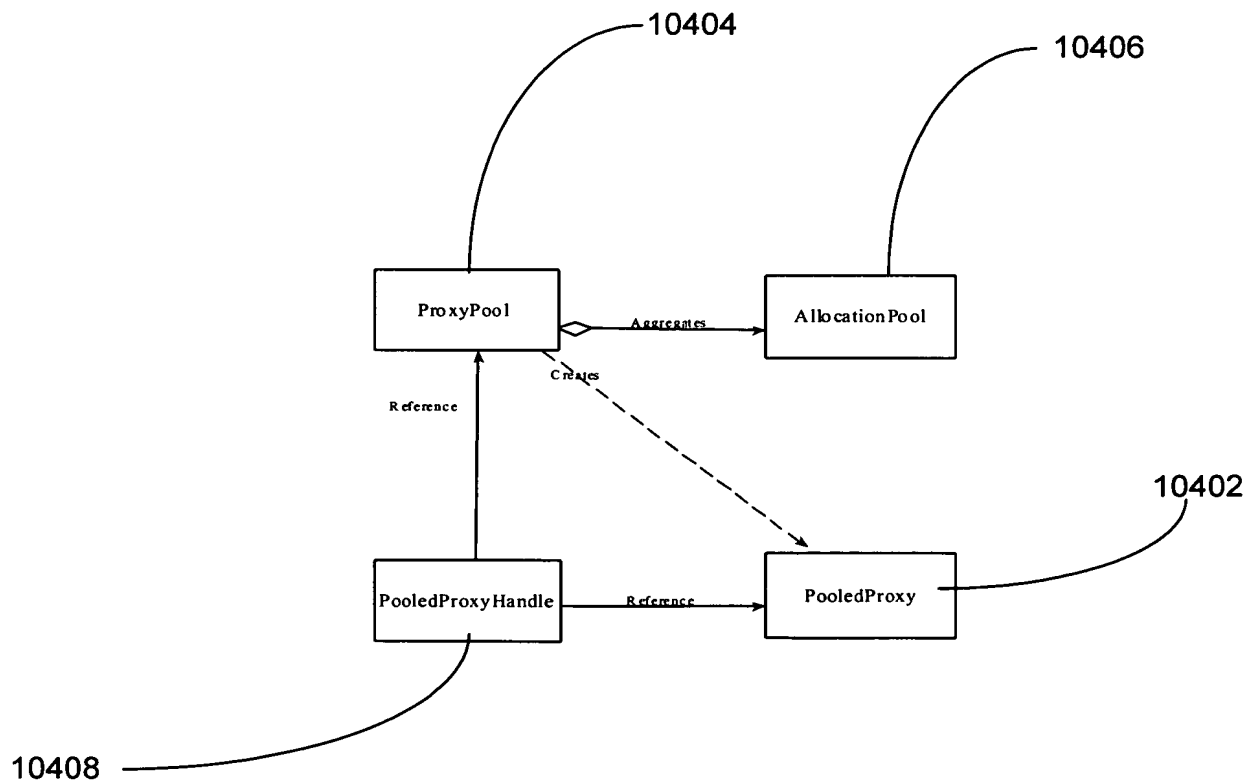 10404
10406
ProxyPool
Aggregates
AllocationPool
Creates
Reference
10402
PooledProxyHandle
Reference
PooledProxy
10408